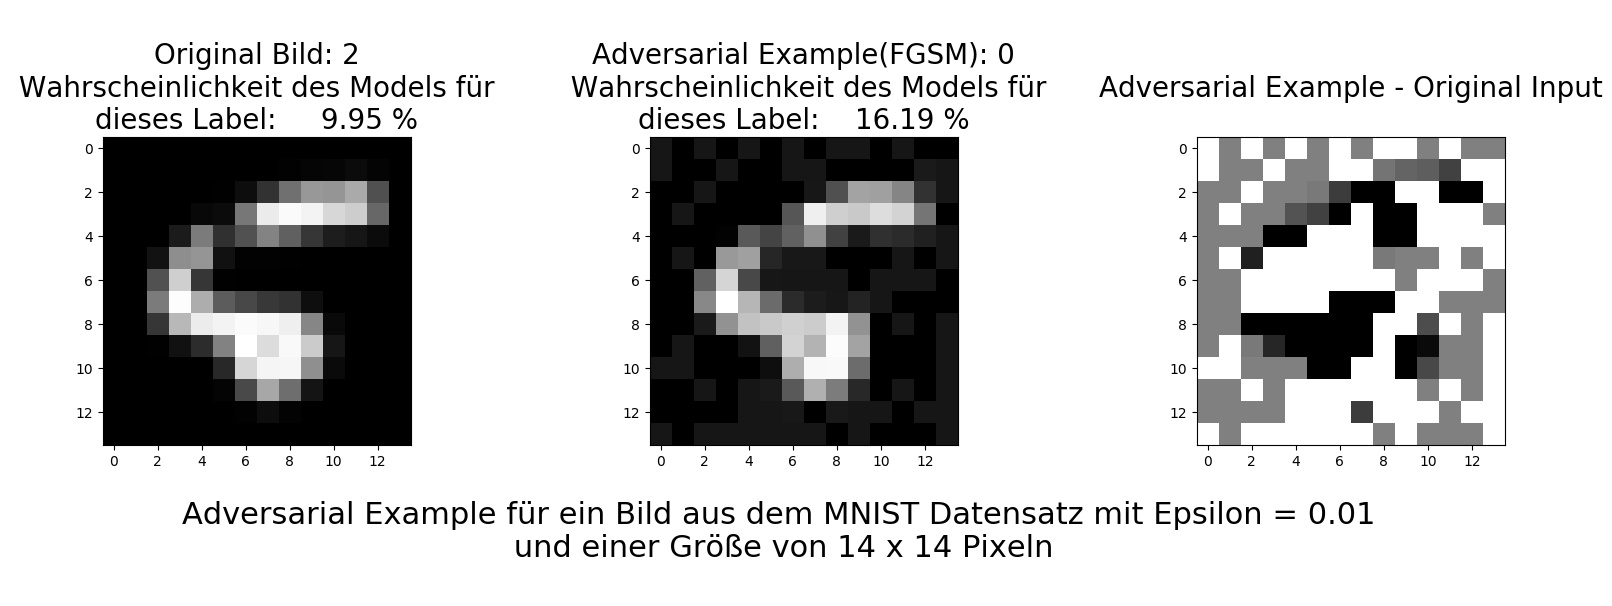 Original Bild: 2
Wahrscheinlichkeit des Models für
dieses Label: 9.95 %
0
2
4
6
8
10
12
0 2 4 6 8 10 12
Adversarial Example(FGSM): 0
Wahrscheinlichkeit des Models für
dieses Label: 16.19 %
0
2
4
6
8
10
12
0 2 4 6 8 10 12
Adversarial Example - Original Input
0
2
4
6
8
10
12
0 2 4 6 8 10 12
Adversarial Example für ein Bild aus dem MNIST Datensatz mit Epsilon = 0.01
und einer Größe von 14 x 14 Pixeln